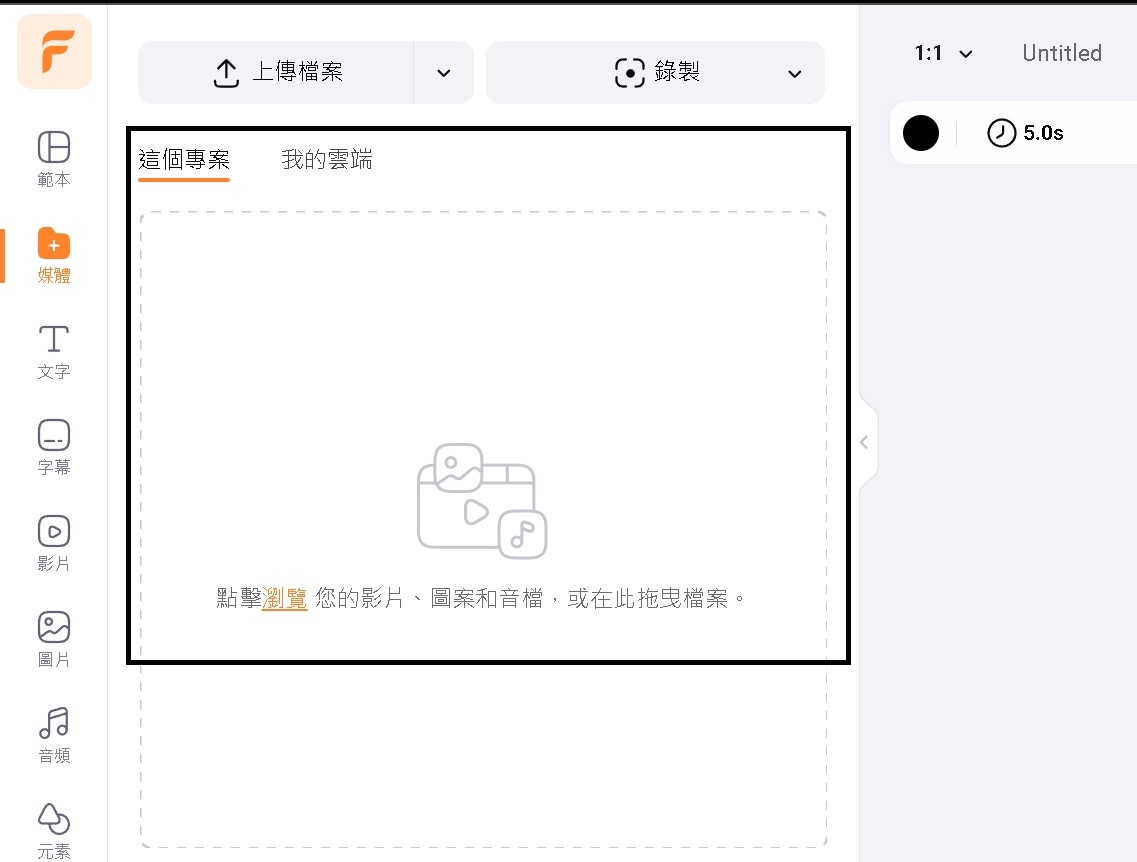 上傳檔案
錄製
1:1
Untitled
5.0s
範本
媒體
文字
字幕
影片
圖片
音頻
元素
這個專案
我的雲端
點擊瀏覽 您的影片、圖案和音檔，或在此拖曳檔案。